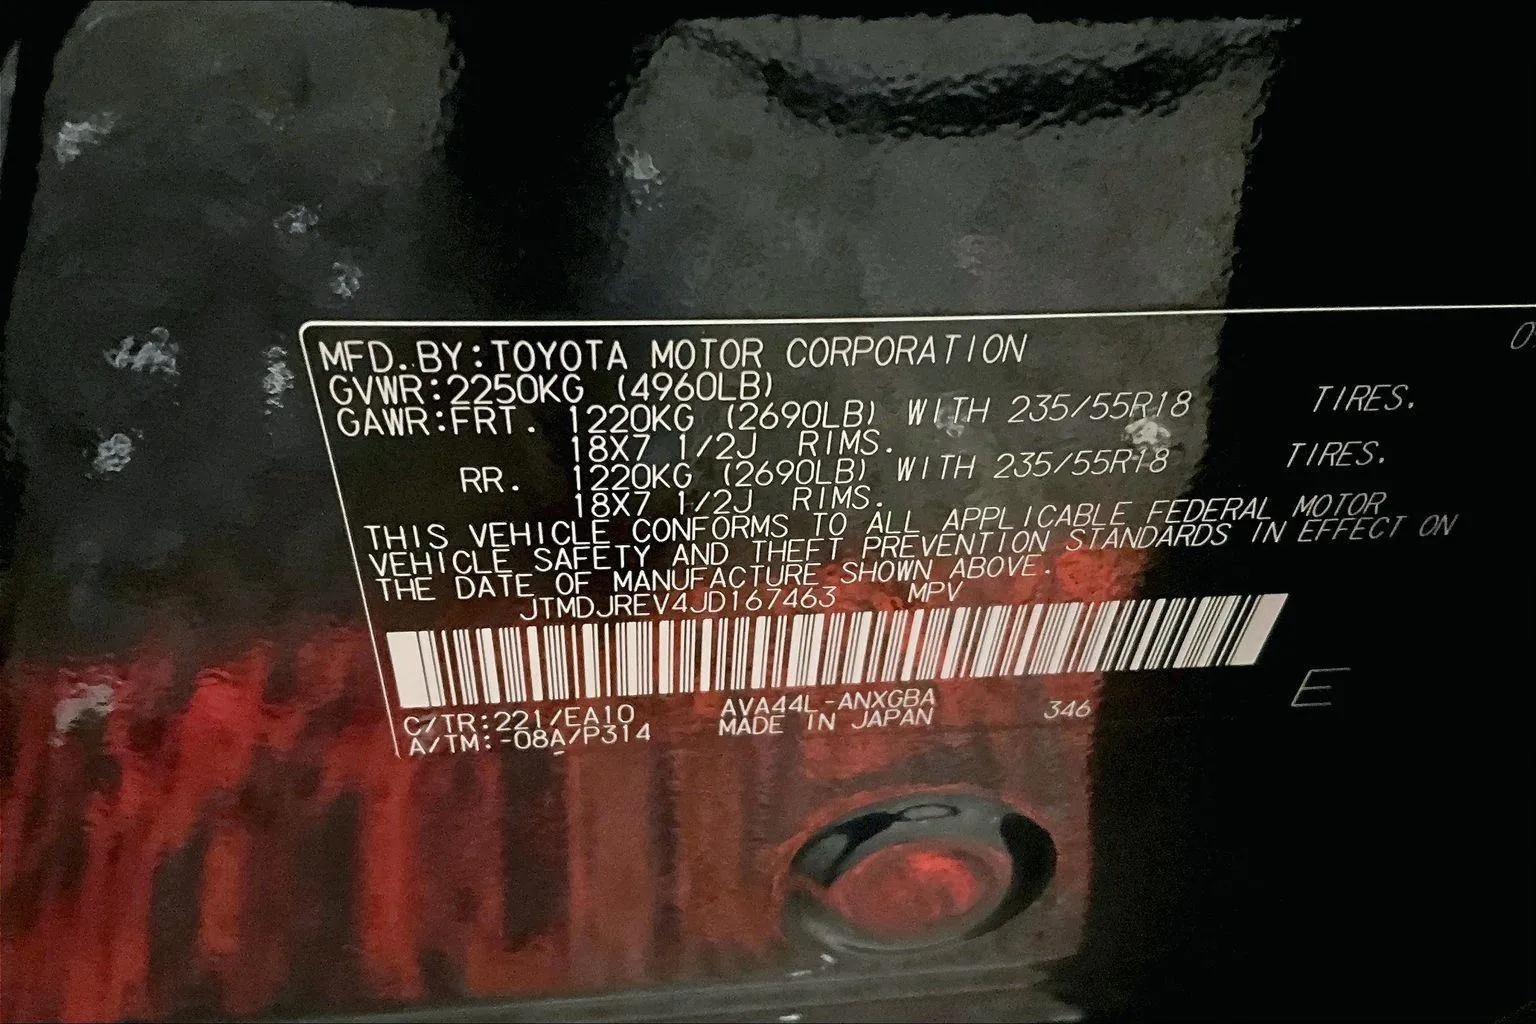 MFD.BY:TOYOTA MOTOR CORPORATION
GVWR:2250KG (4960LB)
GAWR:FRT. 1220KG (2690LB) WITH 235/55R18 TIRES.
18X7 1/2J RIMS.
RR. 1220KG (2690LB) WITH 235/55R18 TIRES.
18X7 1/2J RIMS.
THIS VEHICLE CONFORMS TO ALL APPLICABLE FEDERAL MOTOR
VEHICLE SAFETY AND THEFT PREVENTION STANDARDS IN EFFECT ON
THE DATE OF MANUFACTURE SHOWN ABOVE.
JTMDJREV4JD167463 MPV
C/TR:221/EA10 AVA44L-ANXGBA 346 E
A/TM:-08A/P314 MADE IN JAPAN